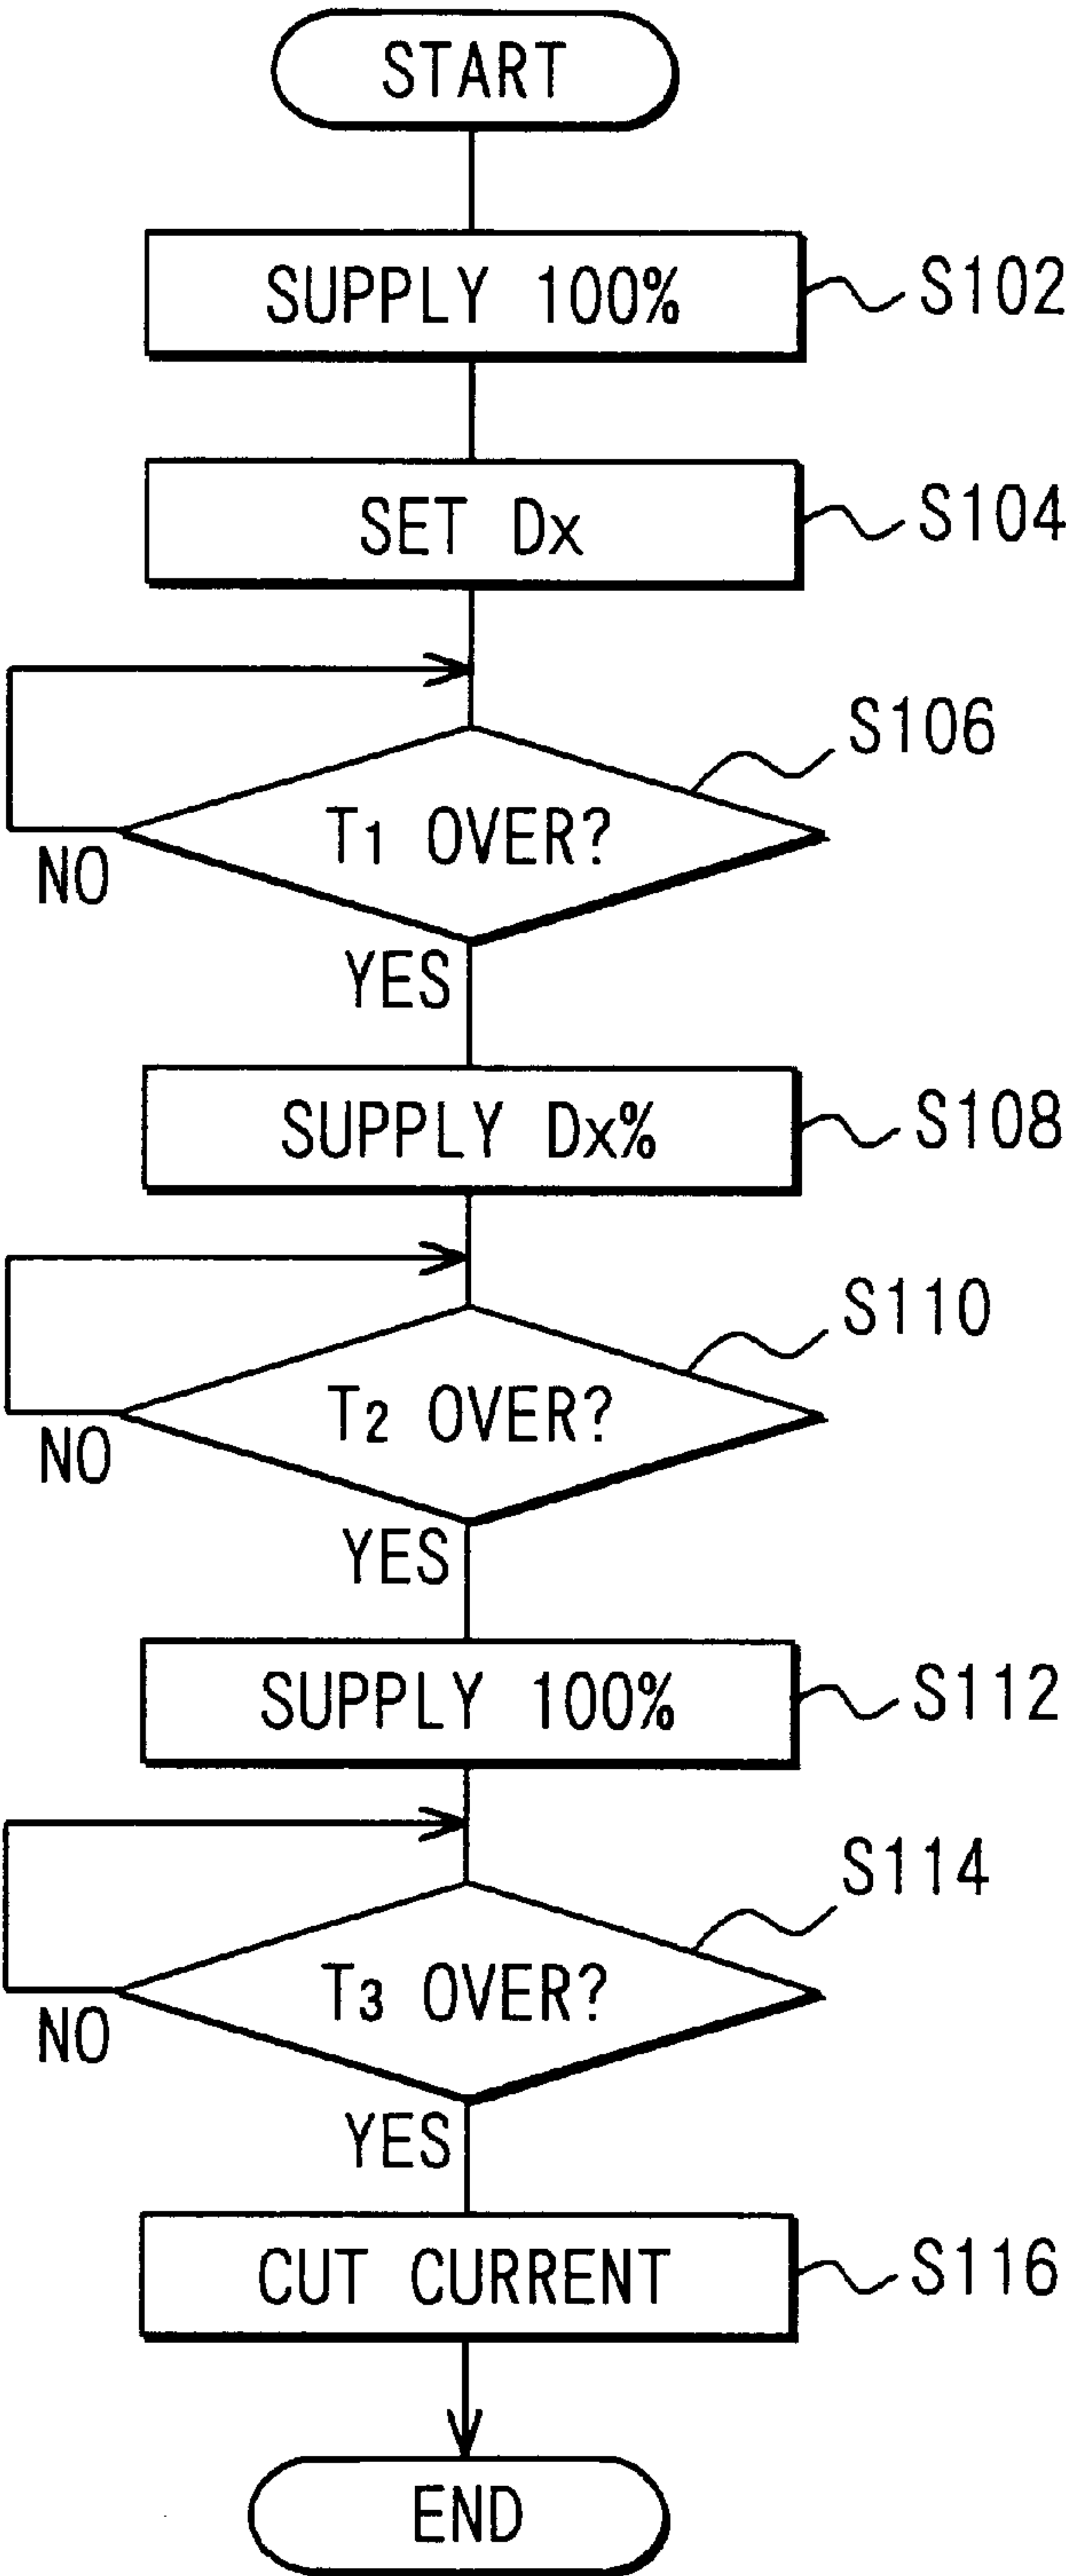 START
SUPPLY 100%
S102
SET Dx
S104
S106
T1 OVER?
NO
YES
SUPPLY Dx%
S108
S110
T2 OVER?
NO
YES
SUPPLY 100%
S112
S114
T3 OVER?
NO
YES
CUT CURRENT
S116
END